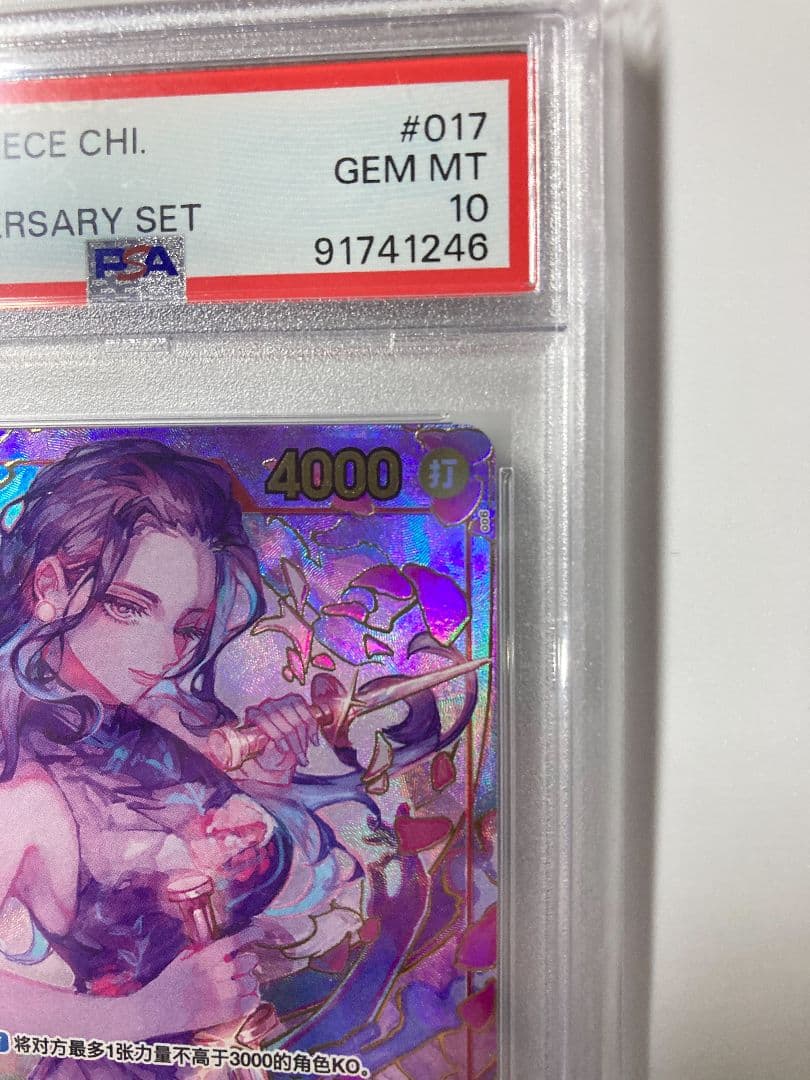 ECE CHI. #017
GEM MT
ERSARY SET 10
PSA 91741246
4000 打
将对方最多1张力量不高于3000的角色KO。